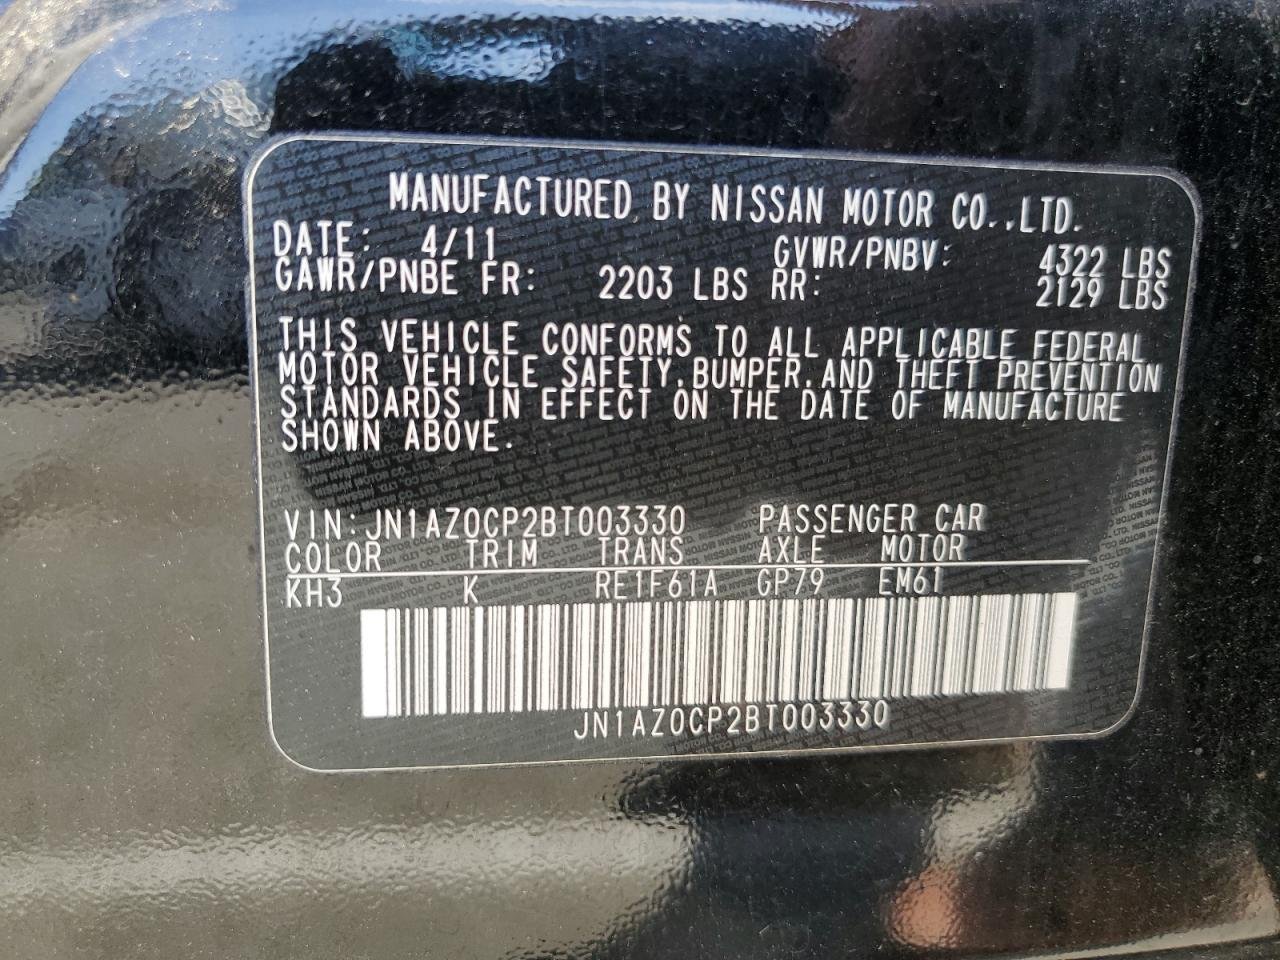 MANUFACTURED BY NISSAN MOTOR CO.,LTD.
DATE: 4/11 GVWR/PNBV: 4322 LBS
GAWR/PNBE FR: 2203 LBS RR: 2129 LBS
THIS VEHICLE CONFORMS TO ALL APPLICABLE FEDERAL
MOTOR VEHICLE SAFETY,BUMPER,AND THEFT PREVENTION
STANDARDS IN EFFECT ON THE DATE OF MANUFACTURE
SHOWN ABOVE.
VIN:JN1AZ0CP2BT003330 PASSENGER CAR
COLOR TRIM TRANS AXLE MOTOR
KH3 K RE1F61A GP79 EM61
JN1AZ0CP2BT003330